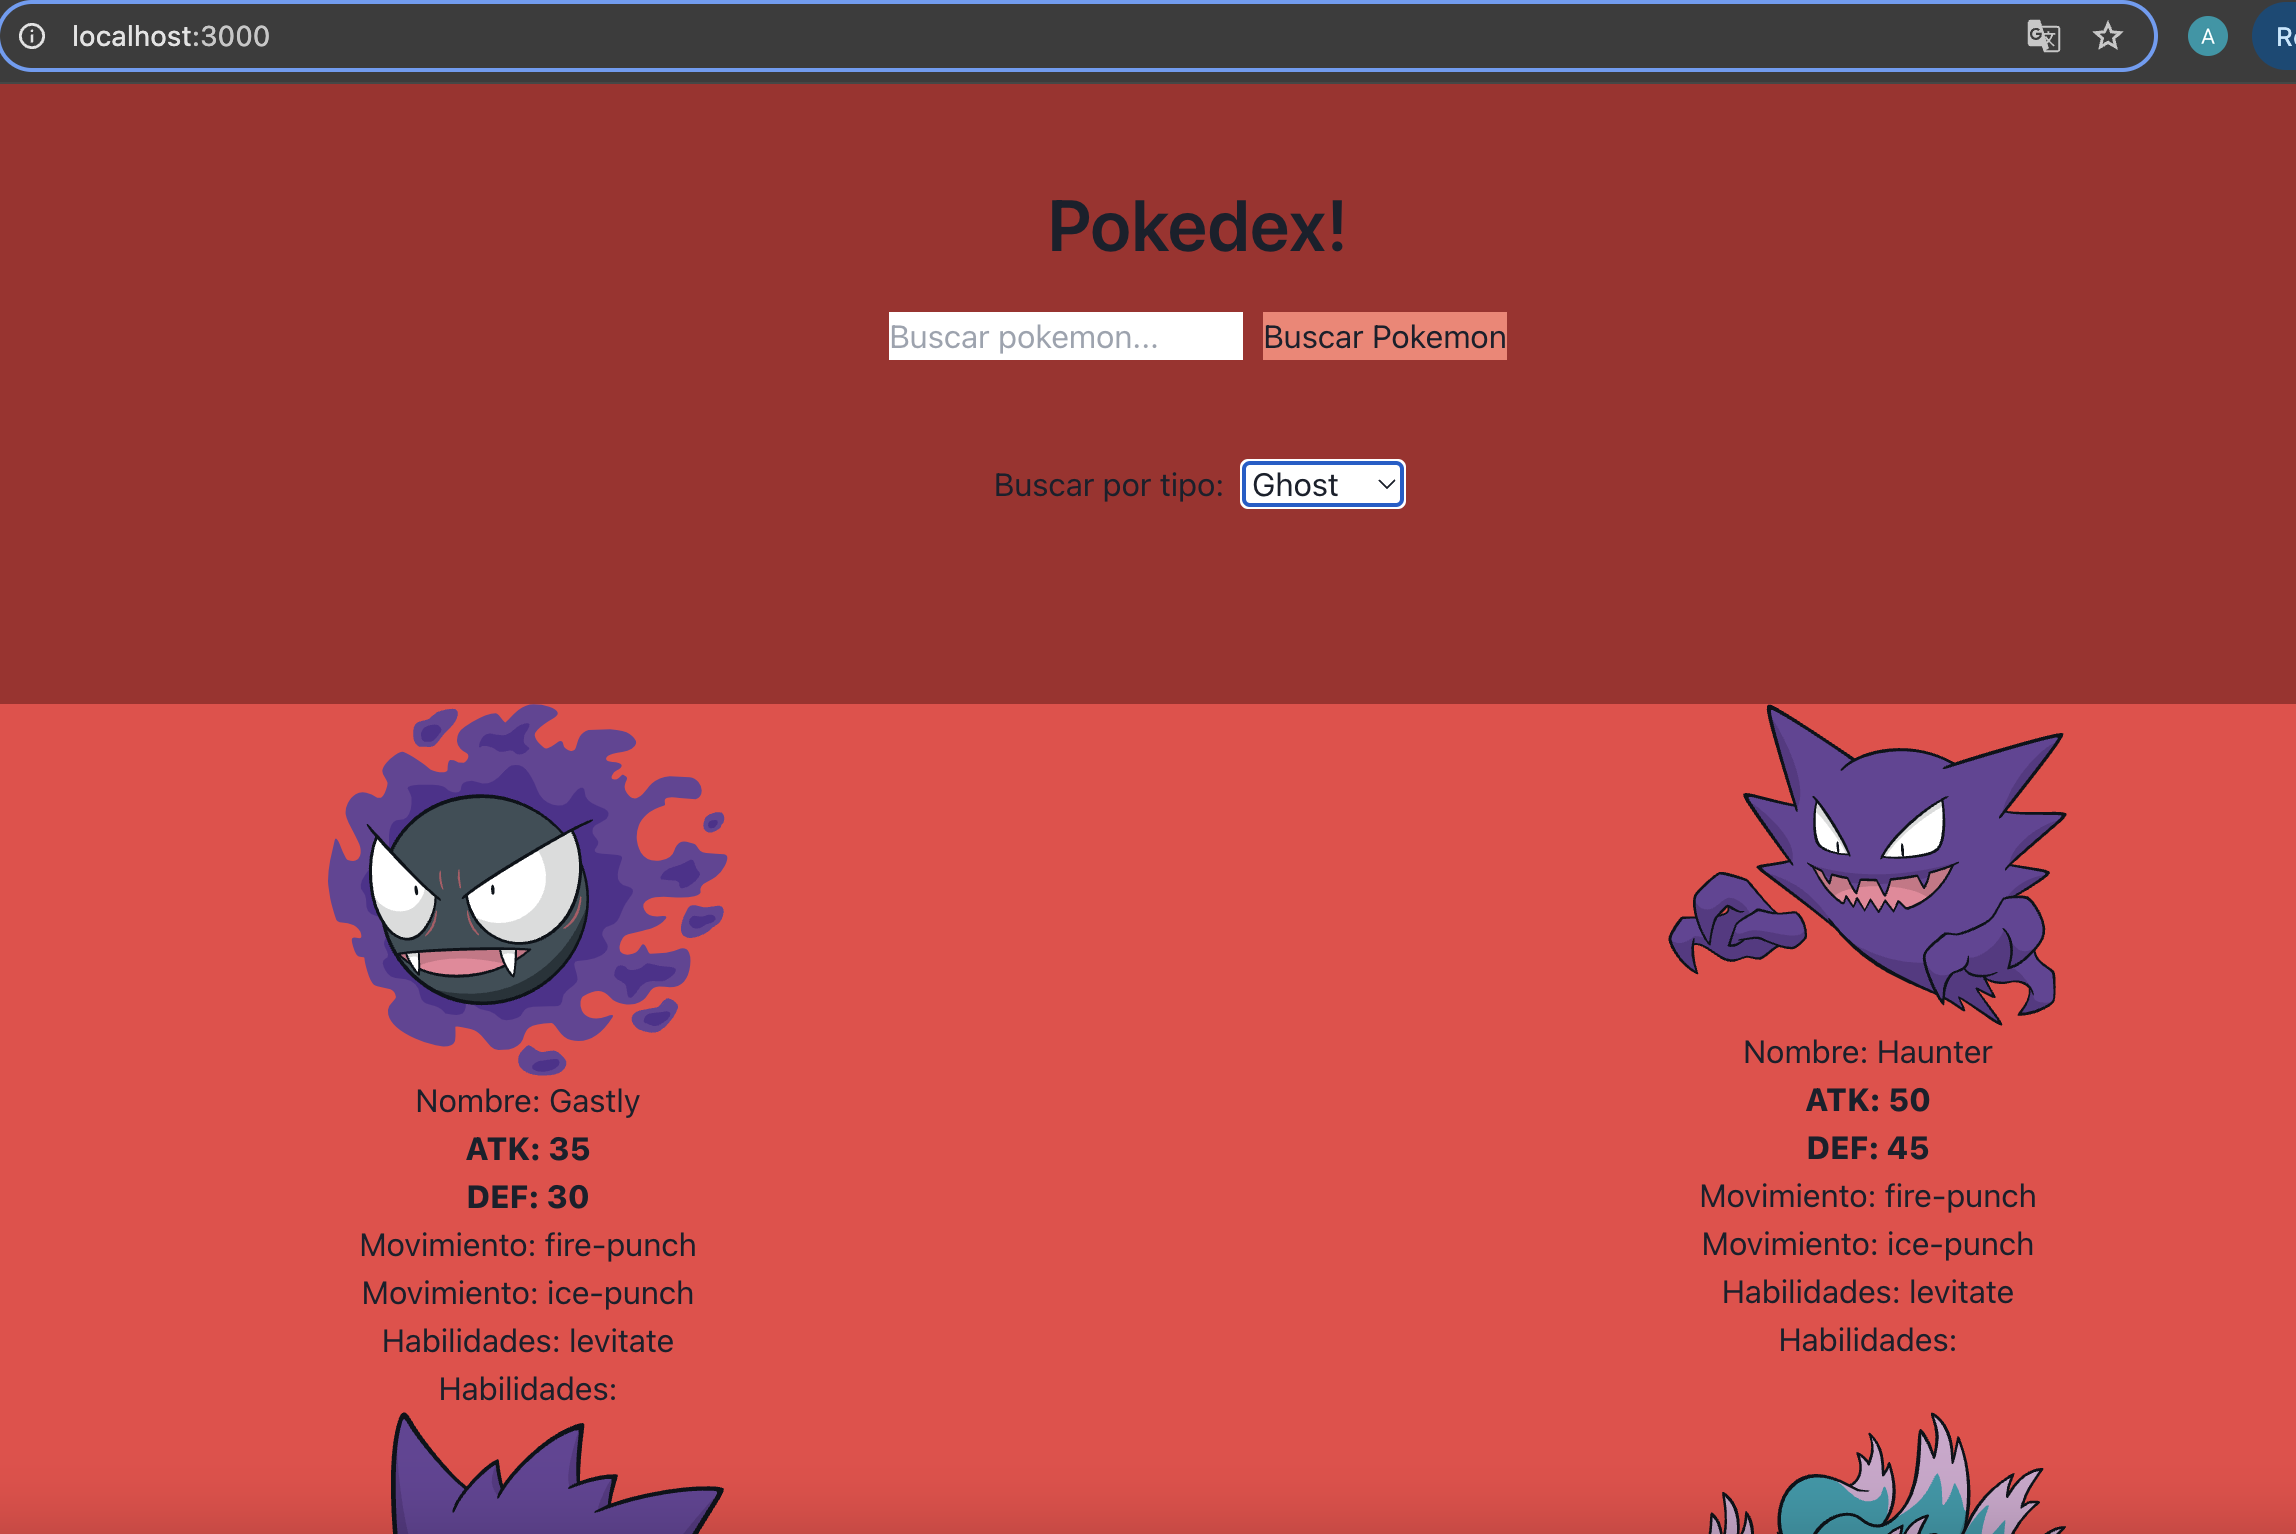 localhost:3000
A
Pokedex!
Buscar pokemon...
Buscar Pokemon
Buscar por tipo: Ghost
Nombre: Gastly
ATK: 35
DEF: 30
Movimiento: fire-punch
Movimiento: ice-punch
Habilidades: levitate
Habilidades:
Nombre: Haunter
ATK: 50
DEF: 45
Movimiento: fire-punch
Movimiento: ice-punch
Habilidades: levitate
Habilidades: